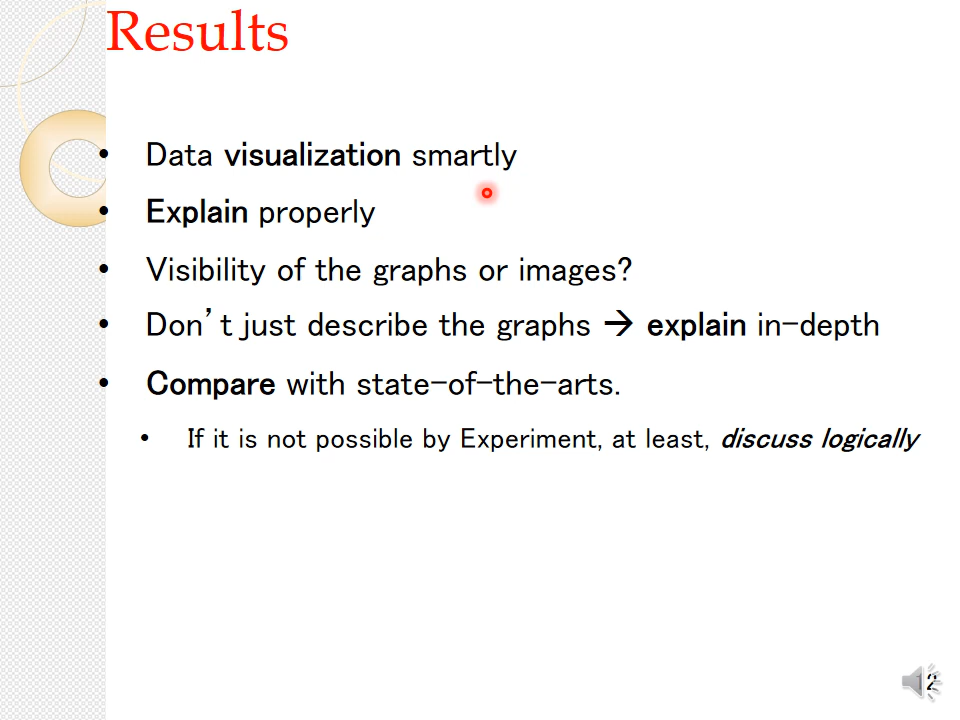 Results
• Data visualization smartly
• Explain properly
• Visibility of the graphs or images?
• Don’t just describe the graphs → explain in-depth
• Compare with state-of-the-arts.
• If it is not possible by Experiment, at least, discuss logically
12